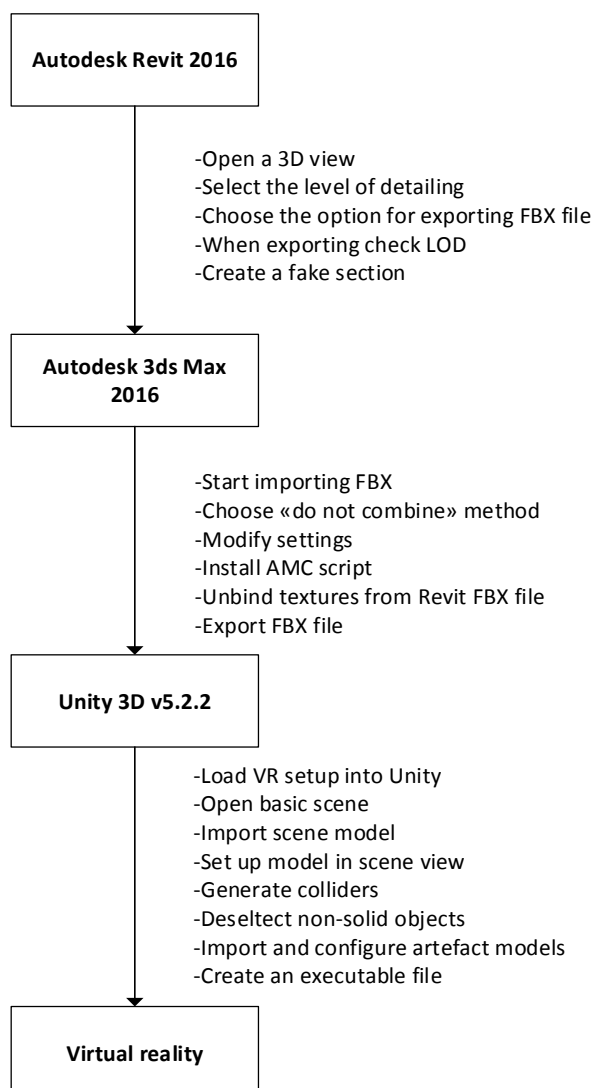 Autodesk Revit 2016
-Open a 3D view
-Select the level of detailing
-Choose the option for exporting FBX file
-When exporting check LOD
-Create a fake section
Autodesk 3ds Max
2016
-Start importing FBX
-Choose «do not combine» method
-Modify settings
-Install AMC script
-Unbind textures from Revit FBX file
-Export FBX file
Unity 3D v5.2.2
-Load VR setup into Unity
-Open basic scene
-Import scene model
-Set up model in scene view
-Generate colliders
-Deseltect non-solid objects
-Import and configure artefact models
-Create an executable file
Virtual reality